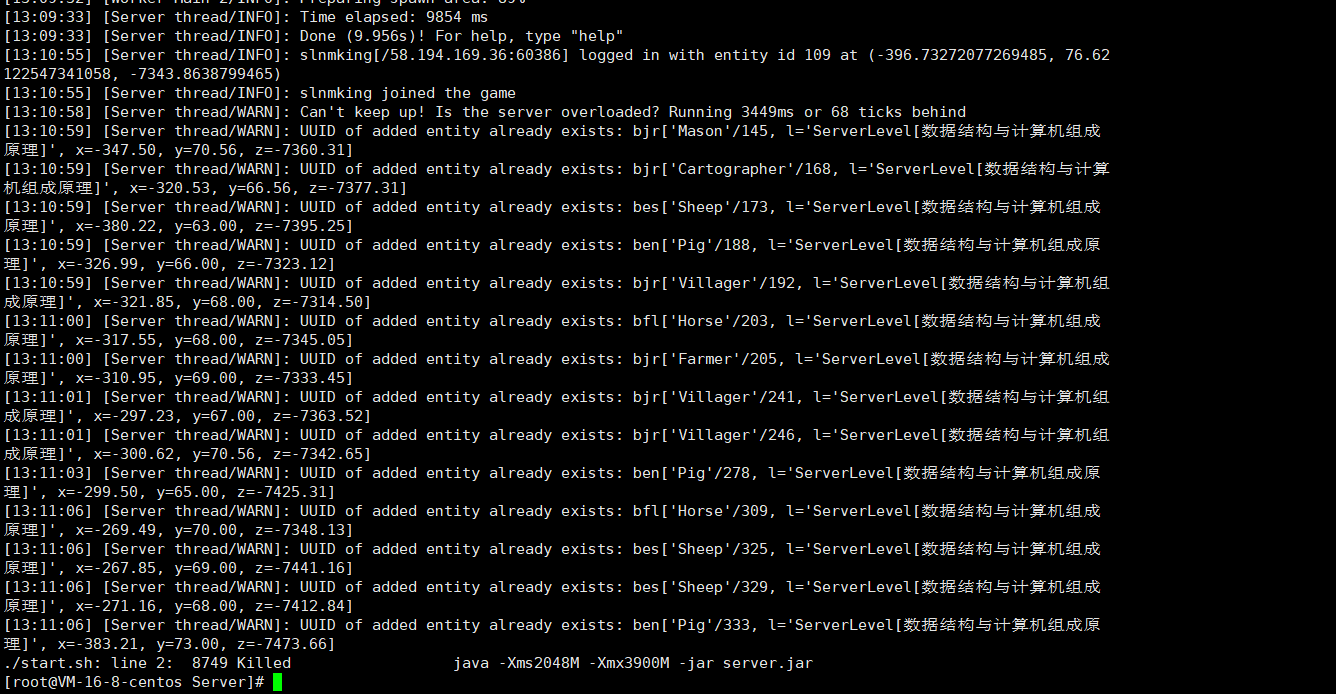 [13:09:32] [Worker-Main-2/INFO]: Preparing spawn area: 89%
[13:09:33] [Server thread/INFO]: Time elapsed: 9854 ms
[13:09:33] [Server thread/INFO]: Done (9.956s)! For help, type "help"
[13:10:55] [Server thread/INFO]: slnmking[/58.194.169.36:60386] logged in with entity id 109 at (-396.73272077269485, 76.62
122547341058, -7343.8638799465)
[13:10:55] [Server thread/INFO]: slnmking joined the game
[13:10:58] [Server thread/WARN]: Can't keep up! Is the server overloaded? Running 3449ms or 68 ticks behind
[13:10:59] [Server thread/WARN]: UUID of added entity already exists: bjr['Mason'/145, l='ServerLevel[数据结构与计算机组成
原理]', x=-347.50, y=70.56, z=-7360.31]
[13:10:59] [Server thread/WARN]: UUID of added entity already exists: bjr['Cartographer'/168, l='ServerLevel[数据结构与计算
机组成原理]', x=-320.53, y=66.56, z=-7377.31]
[13:10:59] [Server thread/WARN]: UUID of added entity already exists: bes['Sheep'/173, l='ServerLevel[数据结构与计算机组成
原理]', x=-380.22, y=63.00, z=-7395.25]
[13:10:59] [Server thread/WARN]: UUID of added entity already exists: ben['Pig'/188, l='ServerLevel[数据结构与计算机组成原
理]', x=-326.99, y=66.00, z=-7323.12]
[13:10:59] [Server thread/WARN]: UUID of added entity already exists: bjr['Villager'/192, l='ServerLevel[数据结构与计算机组
成原理]', x=-321.85, y=68.00, z=-7314.50]
[13:11:00] [Server thread/WARN]: UUID of added entity already exists: bfl['Horse'/203, l='ServerLevel[数据结构与计算机组成
原理]', x=-317.55, y=68.00, z=-7345.05]
[13:11:00] [Server thread/WARN]: UUID of added entity already exists: bjr['Farmer'/205, l='ServerLevel[数据结构与计算机组成
原理]', x=-310.95, y=69.00, z=-7333.45]
[13:11:01] [Server thread/WARN]: UUID of added entity already exists: bjr['Villager'/241, l='ServerLevel[数据结构与计算机组
成原理]', x=-297.23, y=67.00, z=-7363.52]
[13:11:01] [Server thread/WARN]: UUID of added entity already exists: bjr['Villager'/246, l='ServerLevel[数据结构与计算机组
成原理]', x=-300.62, y=70.56, z=-7342.65]
[13:11:03] [Server thread/WARN]: UUID of added entity already exists: ben['Pig'/278, l='ServerLevel[数据结构与计算机组成原
理]', x=-299.50, y=65.00, z=-7425.31]
[13:11:06] [Server thread/WARN]: UUID of added entity already exists: bfl['Horse'/309, l='ServerLevel[数据结构与计算机组成
原理]', x=-269.49, y=70.00, z=-7348.13]
[13:11:06] [Server thread/WARN]: UUID of added entity already exists: bes['Sheep'/325, l='ServerLevel[数据结构与计算机组成
原理]', x=-267.85, y=69.00, z=-7441.16]
[13:11:06] [Server thread/WARN]: UUID of added entity already exists: bes['Sheep'/329, l='ServerLevel[数据结构与计算机组成
原理]', x=-271.16, y=68.00, z=-7412.84]
[13:11:06] [Server thread/WARN]: UUID of added entity already exists: ben['Pig'/333, l='ServerLevel[数据结构与计算机组成原
理]', x=-383.21, y=73.00, z=-7473.66]
./start.sh: line 2:  8749 Killed                  java -Xms2048M -Xmx3900M -jar server.jar
[root@VM-16-8-centos Server]#